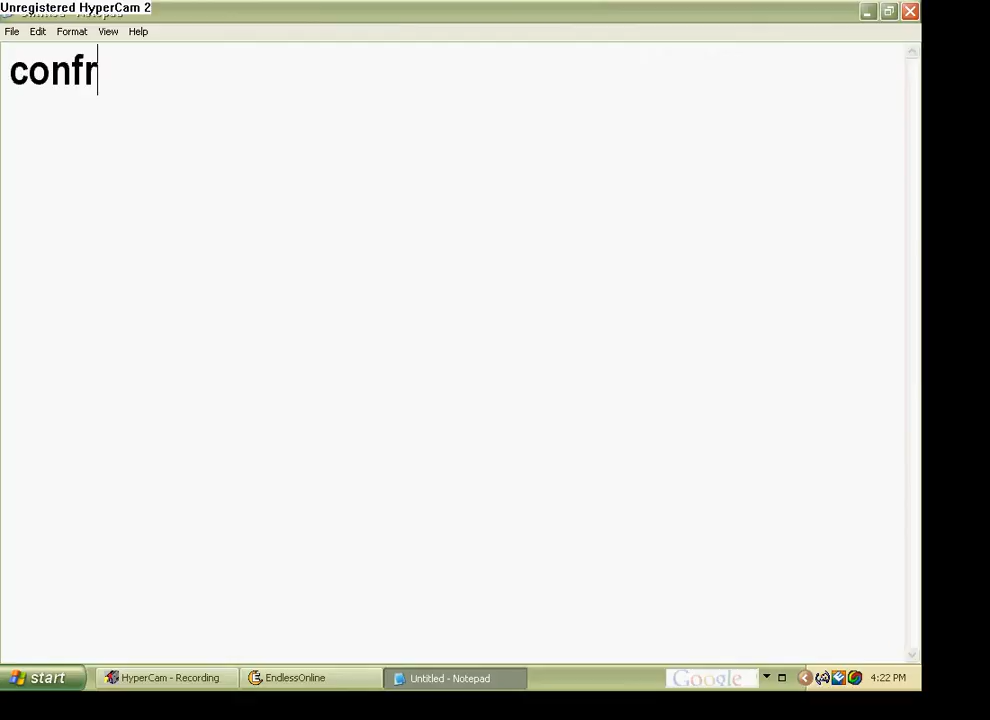 Unregistered HyperCam 2
File Edit Format View Help
confr
start HyperCam - Recording EndlessOnline Untitled - Notepad Google 4:22 PM